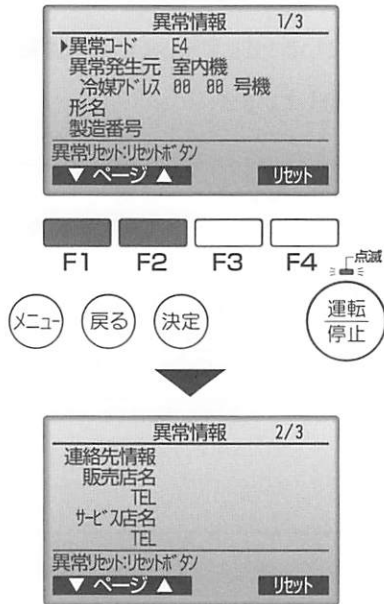 異常情報 1/3
▶異常コード E4
異常発生元 室内機
冷媒アドレス 00 00 号機
形名
製造番号
異常リセット:リセットボタン
▼ ページ ▲ リセット
F1 F2 F3 F4
点滅
メニュー 戻る 決定 運転
停止
異常情報 2/3
連絡先情報
販売店名
TEL
サービス店名
TEL
異常リセット:リセットボタン
▼ ページ ▲ リセット